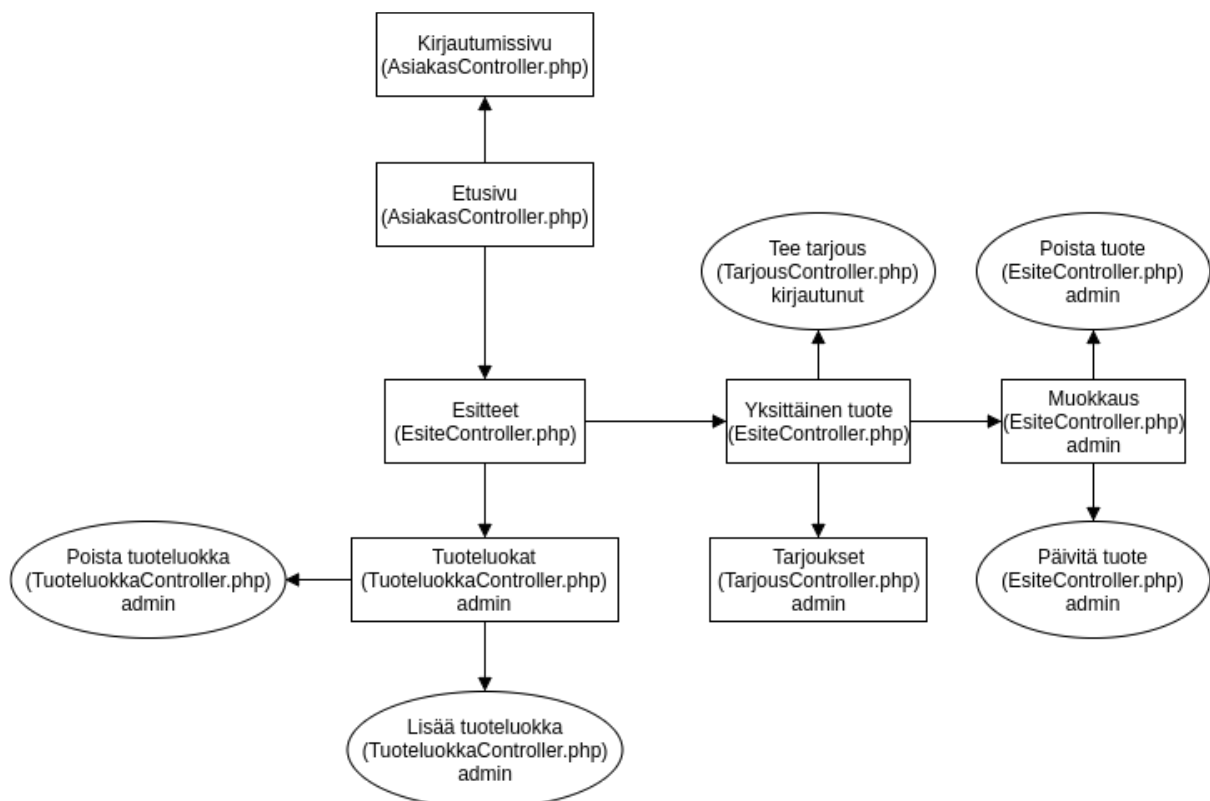 Kirjautumissivu
(AsiakasController.php)
Etusivu
(AsiakasController.php)
Tee tarjous
(TarjousController.php)
kirjautunut
Poista tuote
(EsiteController.php)
admin
Esitteet
(EsiteController.php)
Yksittäinen tuote
(EsiteController.php)
Muokkaus
(EsiteController.php)
admin
Poista tuoteluokka
(TuoteluokkaController.php)
admin
Tuoteluokat
(TuoteluokkaController.php)
admin
Tarjoukset
(TarjousController.php)
admin
Päivitä tuote
(EsiteController.php)
admin
Lisää tuoteluokka
(TuoteluokkaController.php)
admin